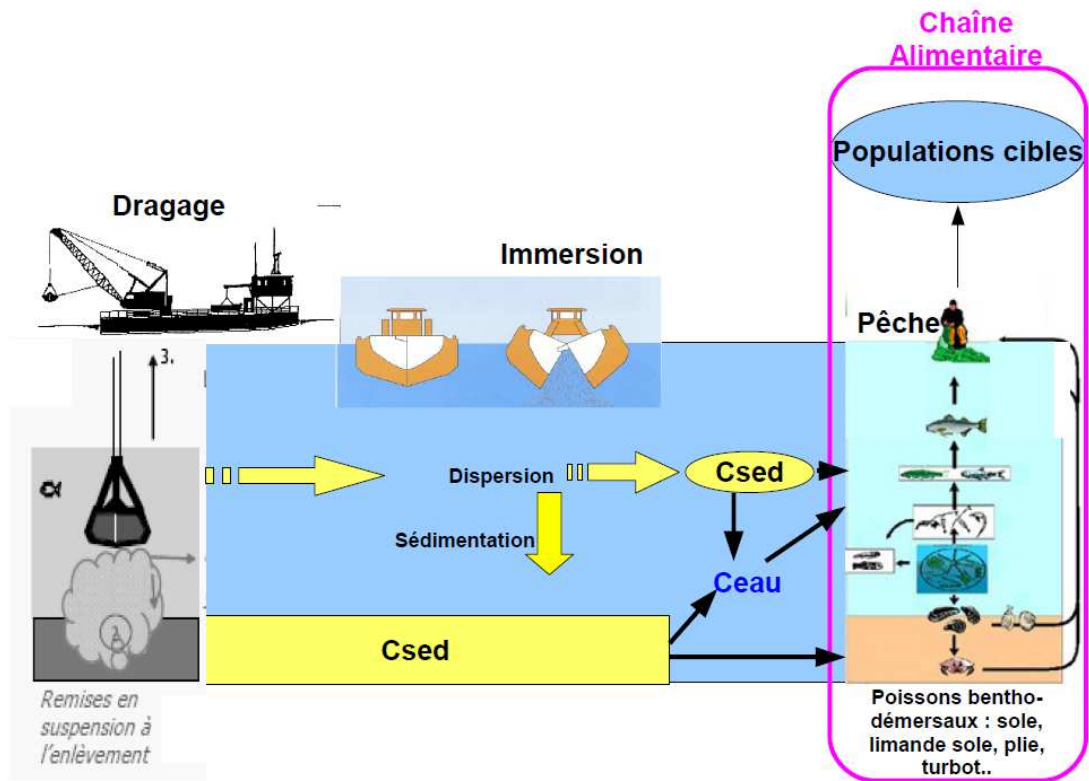 Chaîne
Alimentaire
Populations cibles
Dragage
Immersion
Pêche
3.
Dispersion
Csed
Sédimentation
Ceau
Csed
Remises en
suspension à
l'enlèvement
Poissons bentho-
démersaux : sole,
limande sole, plie,
turbot..